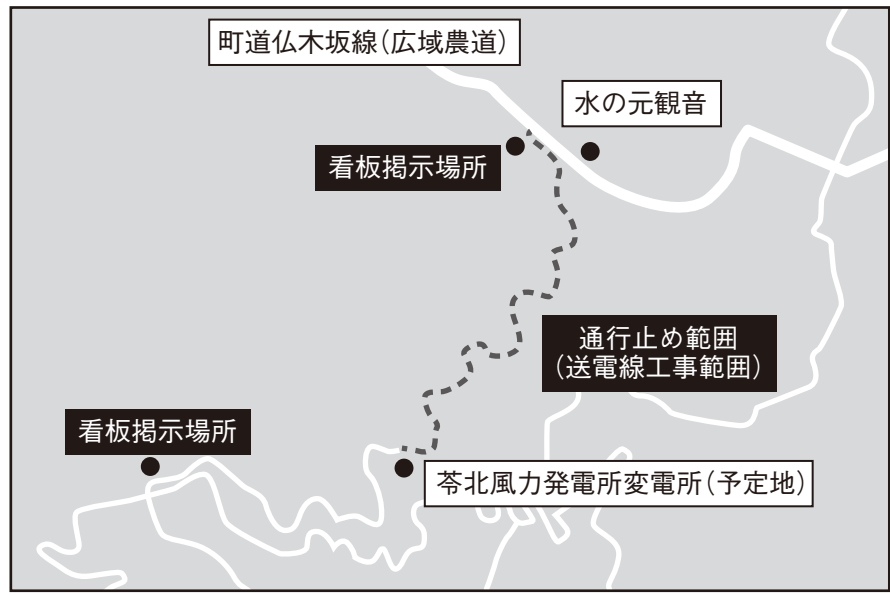 町道仏木坂線(広域農道)
水の元観音
看板掲示場所
通行止め範囲
(送電線工事範囲)
看板掲示場所
苓北風力発電所変電所(予定地)